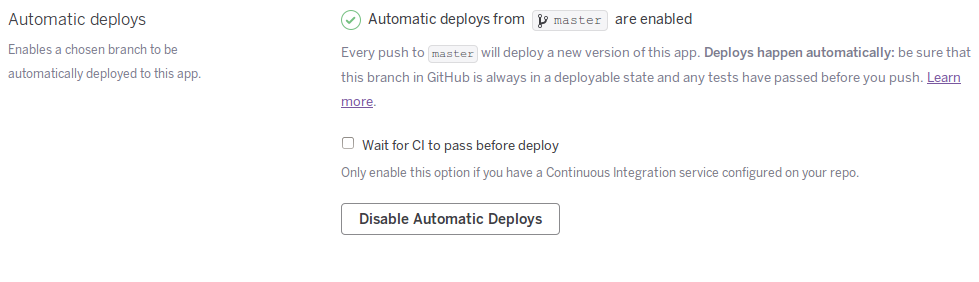 Automatic deploys
Enables a chosen branch to be
automatically deployed to this app.
Automatic deploys from master are enabled
Every push to master will deploy a new version of this app. Deploys happen automatically: be sure that
this branch in GitHub is always in a deployable state and any tests have passed before you push. Learn
more.
Wait for CI to pass before deploy
Only enable this option if you have a Continuous Integration service configured on your repo.
Disable Automatic Deploys